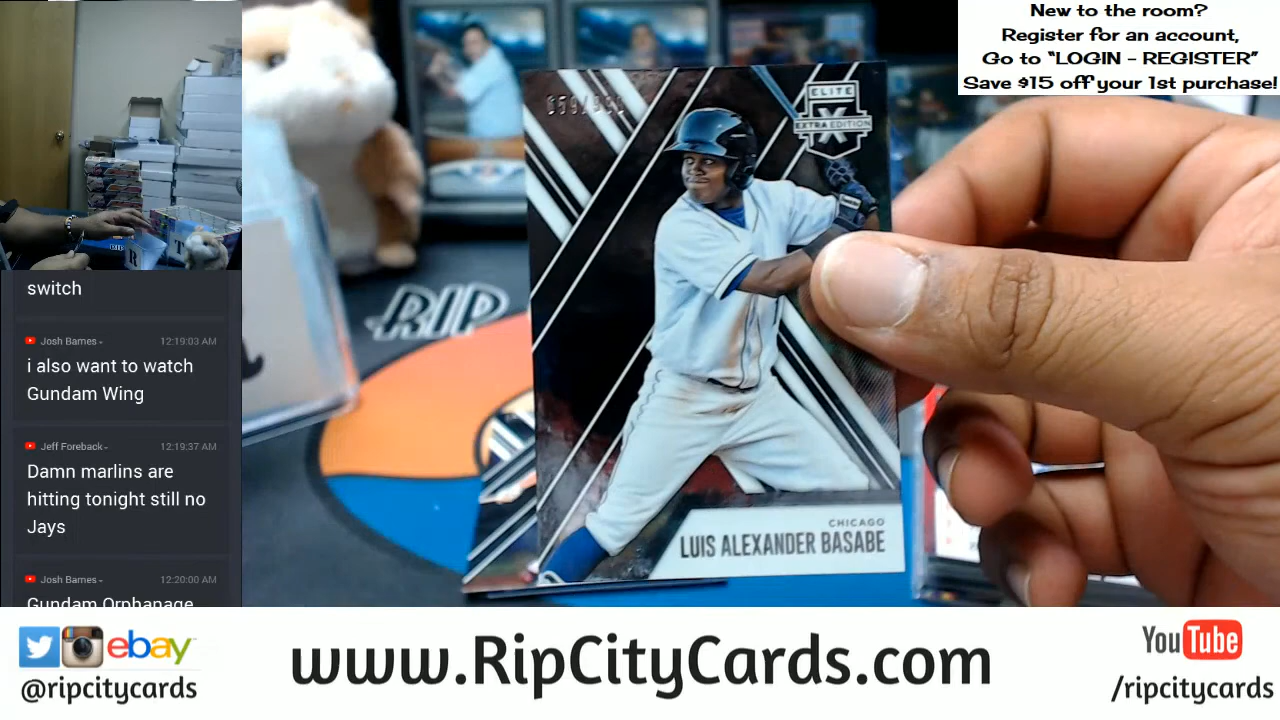 New to the room?
Register for an account,
Go to “LOGIN - REGISTER”
Save $15 off your 1st purchase!
ELITE
X
EXTRA EDITION
RIP
R
T
switch
Josh Barnes
12:19:03 AM
i also want to watch
Gundam Wing
Jeff Foreback
12:19:37 AM
Damn marlins are
hitting tonight still no
Jays
Josh Barnes
12:20:00 AM
Gundam Orphanage
CHICAGO
LUIS ALEXANDER BASABE
ebay
@ripcitycards
www.RipCityCards.com
YouTube
/ripcitycards